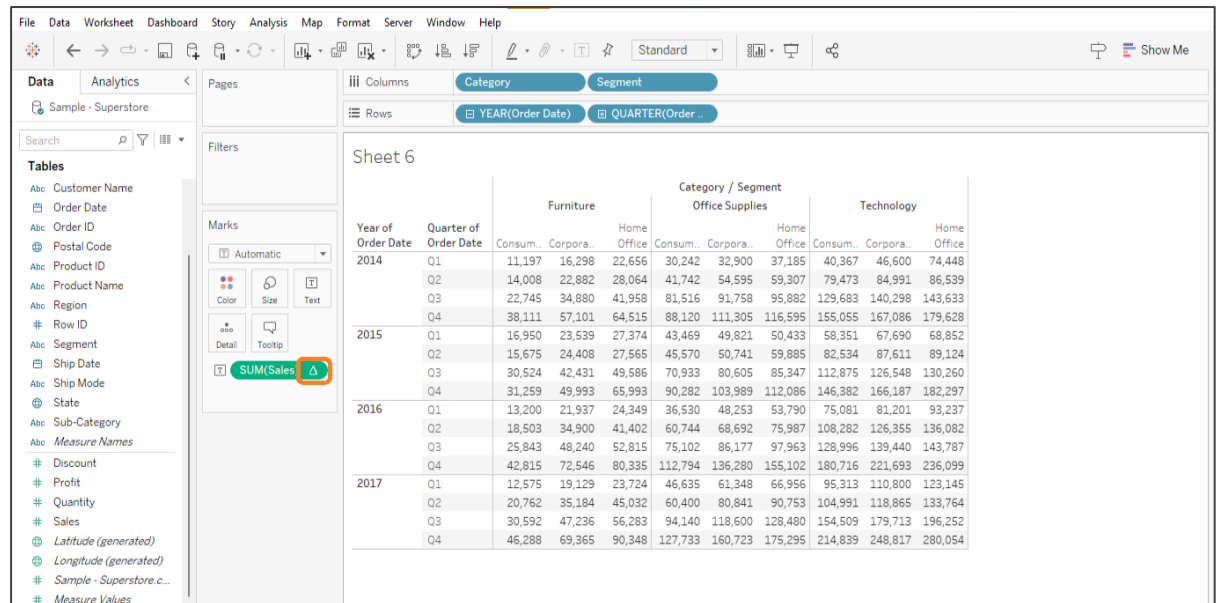 File Data Worksheet Dashboard Story Analysis Map Format Server Window Help
Standard
Show Me
Data Analytics
Sample - Superstore
Search
Tables
Abc Customer Name
Order Date
Abc Order ID
Postal Code
Abc Product ID
Abc Product Name
Abc Region
# Row ID
Abc Segment
Ship Date
Abc Ship Mode
State
Abc Sub-Category
Abc Measure Names
# Discount
# Profit
# Quantity
# Sales
Latitude (generated)
Longitude (generated)
# Sample - Superstore.c...
# Measure Values
Pages
Filters
Marks
T Automatic
Color Size T Text
Detail Tooltip
T SUM(Sales Δ
iii Columns Category Segment
Rows YEAR(Order Date) QUARTER(Order ..
Sheet 6
Category / Segment
Furniture Office Supplies Technology
Year of Quarter of Home Home Home
Order Date Order Date Consum.. Corpora.. Office Consum.. Corpora.. Office Consum.. Corpora.. Office
2014 Q1 11,197 16,298 22,656 30,242 32,900 37,185 40,367 46,600 74,448
Q2 14,008 22,882 28,064 41,742 54,595 59,307 79,473 84,991 86,539
Q3 22,745 34,880 41,958 81,516 91,758 95,882 129,683 140,298 143,633
Q4 38,111 57,101 64,515 88,120 111,305 116,595 155,055 167,086 179,628
2015 Q1 16,950 23,539 27,374 43,469 49,821 50,433 58,351 67,690 68,852
Q2 15,675 24,408 27,565 45,570 50,741 59,885 82,534 87,611 89,124
Q3 30,524 42,431 49,586 70,933 80,605 85,347 112,875 126,548 130,260
Q4 31,259 49,993 65,993 90,282 103,989 112,086 146,382 166,187 182,297
2016 Q1 13,200 21,937 24,349 36,530 48,253 53,790 75,081 81,201 93,237
Q2 18,503 34,900 41,402 60,744 68,692 75,987 108,282 126,355 136,082
Q3 25,843 48,240 52,815 75,102 86,177 97,963 128,996 139,440 143,787
Q4 42,815 72,546 80,335 112,794 136,280 155,102 180,716 221,693 236,099
2017 Q1 12,575 19,129 23,724 46,635 61,348 66,956 95,313 110,800 123,145
Q2 20,762 35,184 45,032 60,400 80,841 90,753 104,991 118,865 133,764
Q3 30,592 47,236 56,283 94,140 118,600 128,480 154,509 179,713 196,252
Q4 46,288 69,365 90,348 127,733 160,723 175,295 214,839 248,817 280,054